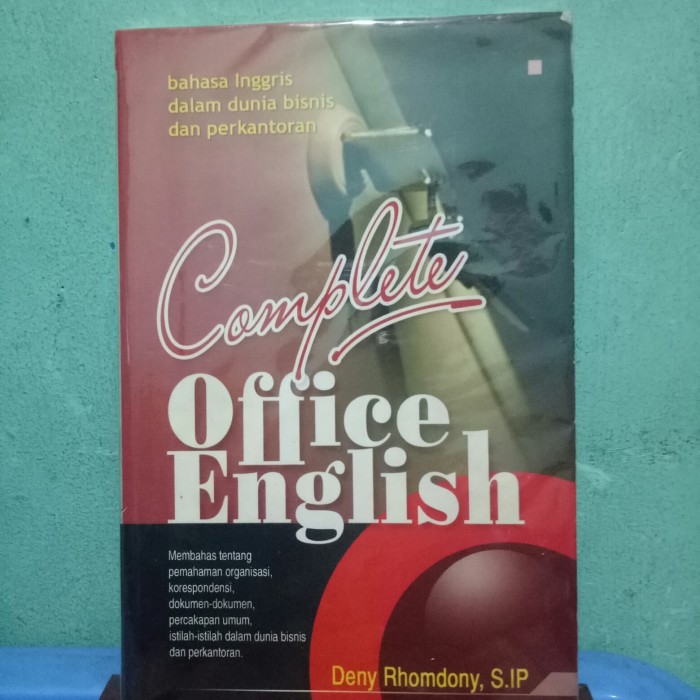 bahasa Inggris
dalam dunia bisnis
dan perkantoran
Complete
Office
English
Membahas tentang
pemahaman organisasi,
korespondensi,
dokumen-dokumen,
percakapan umum,
istilah-istilah dalam dunia bisnis
dan perkantoran.
Deny Rhomdony, S.IP